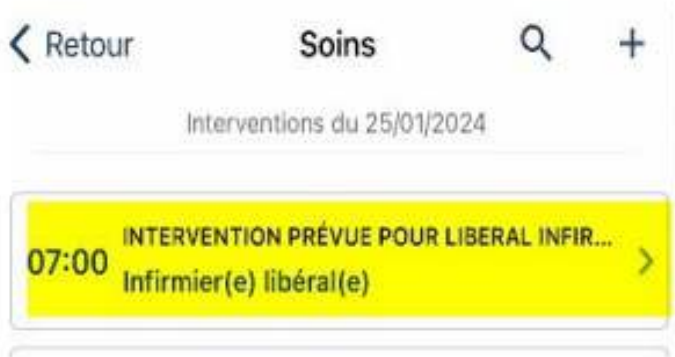 Retour Soins
Interventions du 25/01/2024
INTERVENTION PRÉVUE POUR LIBERAL INFIR...
07:00
Infirmier(e) libéral(e)